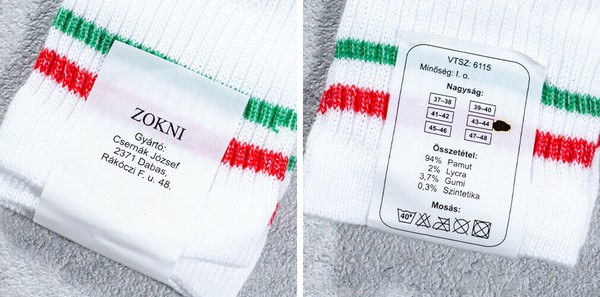 ZOKNI
Gyártó:
Csernák József
2371 Dabas,
Rákóczi F. u. 48.
VTSZ: 6115
Minőség: I. o.
Nagyság:
37–38 39–40
41–42 43–44
45–46 47–48
Összetétel:
94% Pamut
2% Lycra
3,7% Gumi
0,3% Szintetika
Mosás:
40°